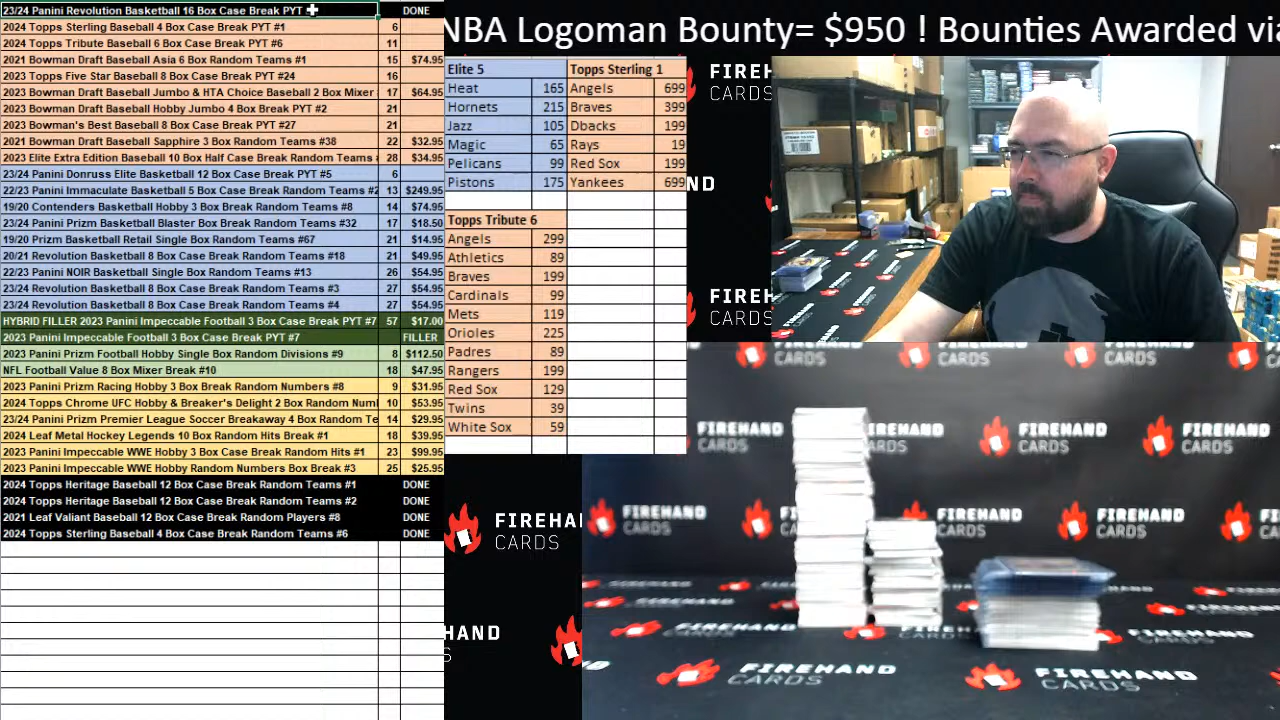 23/24 Panini Revolution Basketball 16 Box Case Break PYT DONE
2024 Topps Sterling Baseball 4 Box Case Break PYT #1 6
2024 Topps Tribute Baseball 6 Box Case Break PYT #6 11
2021 Bowman Draft Baseball Asia 6 Box Random Teams #1 15 $74.95
2023 Topps Five Star Baseball 8 Box Case Break PYT #24 16
2023 Bowman Draft Baseball Jumbo & HTA Choice Baseball 2 Box Mixer 17 $64.95
2023 Bowman Draft Baseball Hobby Jumbo 4 Box Break PYT #2 21
2023 Bowman's Best Baseball 8 Box Case Break PYT #27 21
2021 Bowman Draft Baseball Sapphire 3 Box Random Teams #38 22 $32.95
2023 Elite Extra Edition Baseball 10 Box Half Case Break Random Teams 28 $34.95
23/24 Panini Donruss Elite Basketball 12 Box PYT #5 6
22/23 Panini Immaculate Basketball 5 Box Case Break Random Teams #2 13 $249.95
19/20 Contenders Basketball Hobby 3 Box Break Random Teams #8 14 $74.95
23/24 Panini Prizm Basketball Blaster Box Break Random Teams #32 17 $18.50
19/20 Prizm Basketball Retail Single Box Random Teams #67 21 $14.95
20/21 Revolution Basketball 8 Box Case Break Random Teams #18 21 $49.95
22/23 Panini NOIR Basketball Single Box Random Teams #13 26 $54.95
23/24 Revolution Basketball 8 Box Case Break Random Teams #3 27 $54.95
23/24 Revolution Basketball 8 Box Case Break Random Teams #4 27 $54.95
HYBRID FILLER 2023 Panini Impeccable Football 3 Box Case Break PYT #7 57 $17.00
2023 Panini Impeccable Football 3 Box Case Break PYT #7 FILLER
2023 Panini Prizm Football Hobby Single Box Random Divisions #9 8 $112.50
NFL Football Value 8 Box Mixer Break #10 18 $47.95
2023 Panini Prizm Racing Hobby 3 Box Break Random Numbers #8 9 $31.95
2024 Topps Chrome UFC Hobby & Breaker's Delight 2 Box Random Num 10 $53.95
23/24 Panini Prizm Premier League Soccer Breakaway 4 Box Random Te 14 $29.95
2024 Leaf Metal Hockey Legends 10 Box Random Hits Break #1 18 $39.95
2023 Panini Impeccable WWE Hobby 3 Box Case Break Random Hits #1 23 $99.95
2023 Panini Impeccable WWE Hobby Random Numbers Box Break #3 25 $25.95
2024 Topps Heritage Baseball 12 Box Case Break Random Teams #1 DONE
2024 Topps Heritage Baseball 12 Box Case Break Random Teams #2 DONE
2021 Leaf Valiant Baseball 12 Box Case Break Random Players #8 DONE
2024 Topps Sterling Baseball 4 Box Case Break Random Teams #6 DONE
NBA Logoman Bounty= $950 ! Bounties Awarded via
Elite 5 Topps Sterling 1
Heat 165 Angels 699
Hornets 215 Braves 399
Jazz 105 Dbacks 199
Magic 65 Rays 19
Pelicans 99 Red Sox 199
Pistons 175 Yankees 699
Topps Tribute 6
Angels 299
Athletics 89
Braves 199
Cardinals 99
Mets 119
Orioles 225
Padres 89
Rangers 199
Red Sox 129
Twins 39
White Sox 59
FIREH
CARDS
ND
FIREH
CARDS
FIREHA
CARDS
HAND
S
FIREHAND
CARDS
FIREHAND
CARDS
FIREHAND
CARDS
FIREHAND
CARDS
FIREHAND
CARDS
FIREHAND
CARDS